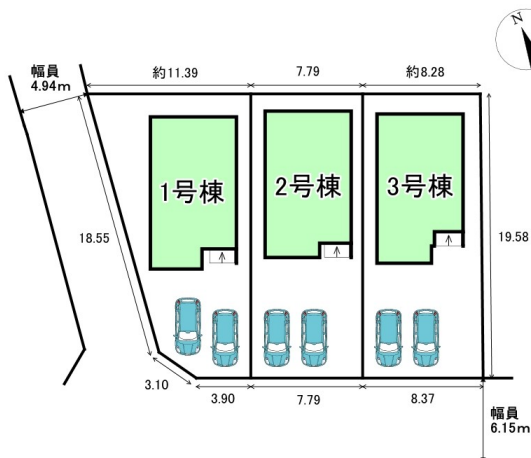 N
幅員
4.94m
約11.39
7.79
約8.28
1号棟
2号棟
3号棟
18.55
19.58
3.10
3.90
7.79
8.37
幅員
6.15m